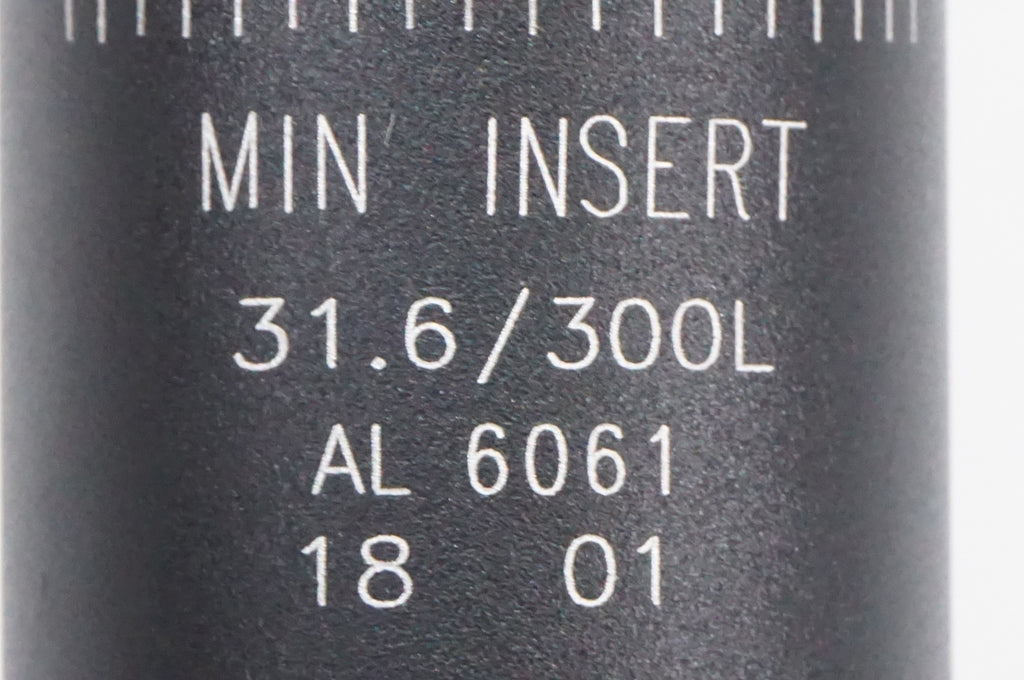 MIN INSERT
31.6/300L
AL 6061
18 01